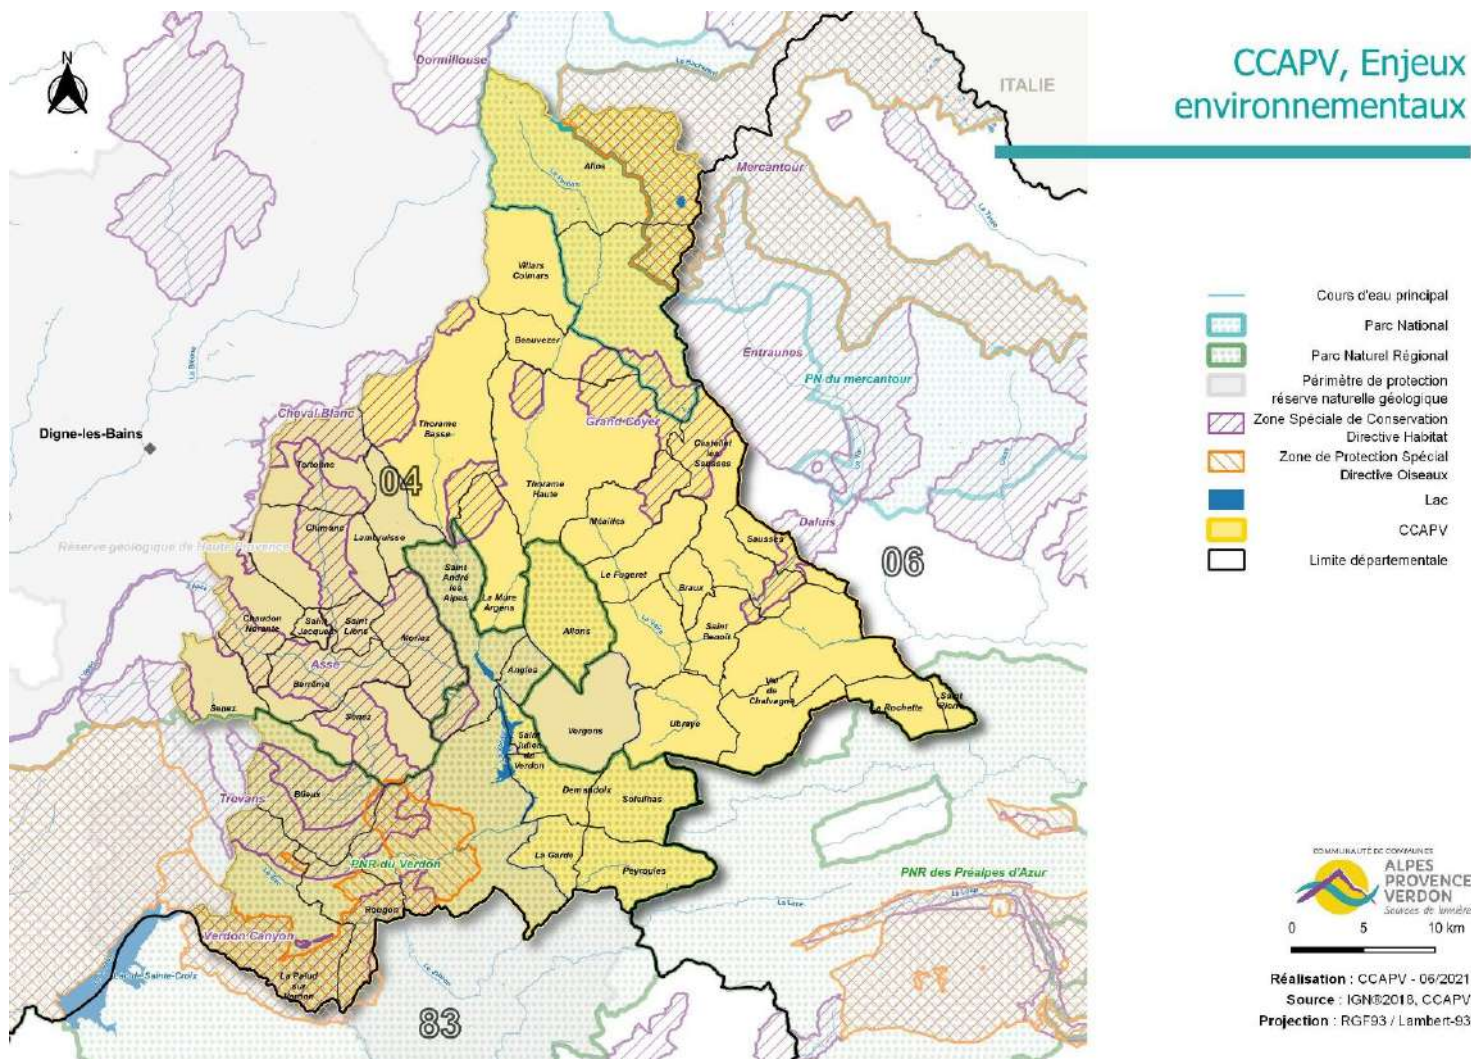 CCAPV, Enjeux
environnementaux
N
ITALIE
Dormillouse
Allos
Mercantour
Villars
Colmars
Beauvezer
Entraunes
PN du mercantour
Cheval Blanc
Grand Coyer
Digne-les-Bains
Thorame
Basse
Castellet
les
Sausses
Tartonne
04
Thorame
Haute
Clumanc
Lambruisse
Méailles
Daluis
Réserve géologique de Haute Provence
Sausses
06
Saint
André
les
Alpes
Le Fugeret
Braux
La Mure
Argens
Chaudon
Norante
Saint
Jacques
Saint
Lions
Moriez
Allons
Saint
Benoit
Asse
Angles
Barrême
Senez
Senez
Val
de
Chalvagne
Vergons
Ubraye
La Rochette
Saint
Pierre
Saint
Julien
du
Verdon
Trévans
Blieux
Demandolx
Soleilhas
PNR du Verdon
La Garde
Peyroules
PNR des Préalpes d'Azur
Rougon
Verdon Canyon
Lac de Sainte-Croix
La Palud
sur
Verdon
83
Cours d'eau principal
Parc National
Parc Naturel Régional
Périmètre de protection
réserve naturelle géologique
Zone Spéciale de Conservation
Directive Habitat
Zone de Protection Spécial
Directive Oiseaux
Lac
CCAPV
Limite départementale
COMMUNAUTÉ DE COMMUNES
ALPES
PROVENCE
VERDON
Sources de lumière
0 5 10 km
Réalisation : CCAPV - 06/2021
Source : IGN®2018, CCAPV
Projection : RGF93 / Lambert-93